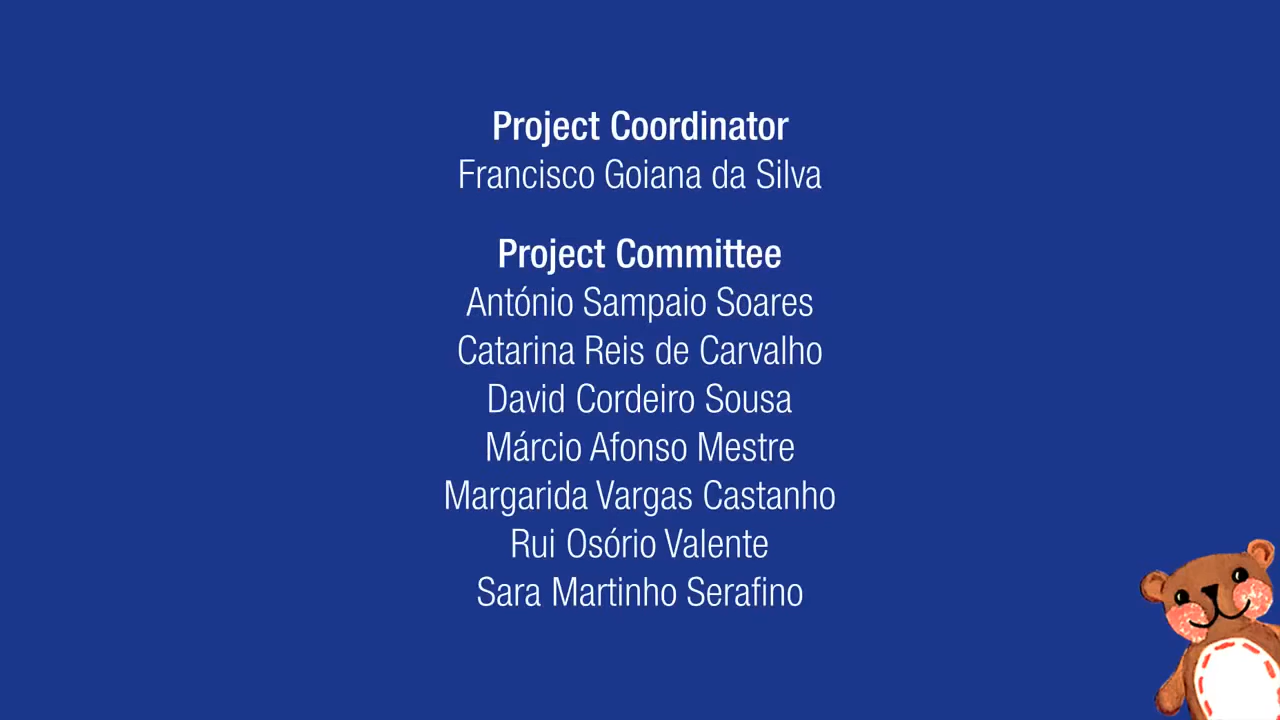 Project Coordinator
Francisco Goiana da Silva
Project Committee
António Sampaio Soares
Catarina Reis de Carvalho
David Cordeiro Sousa
Márcio Afonso Mestre
Margarida Vargas Castanho
Rui Osório Valente
Sara Martinho Serafino